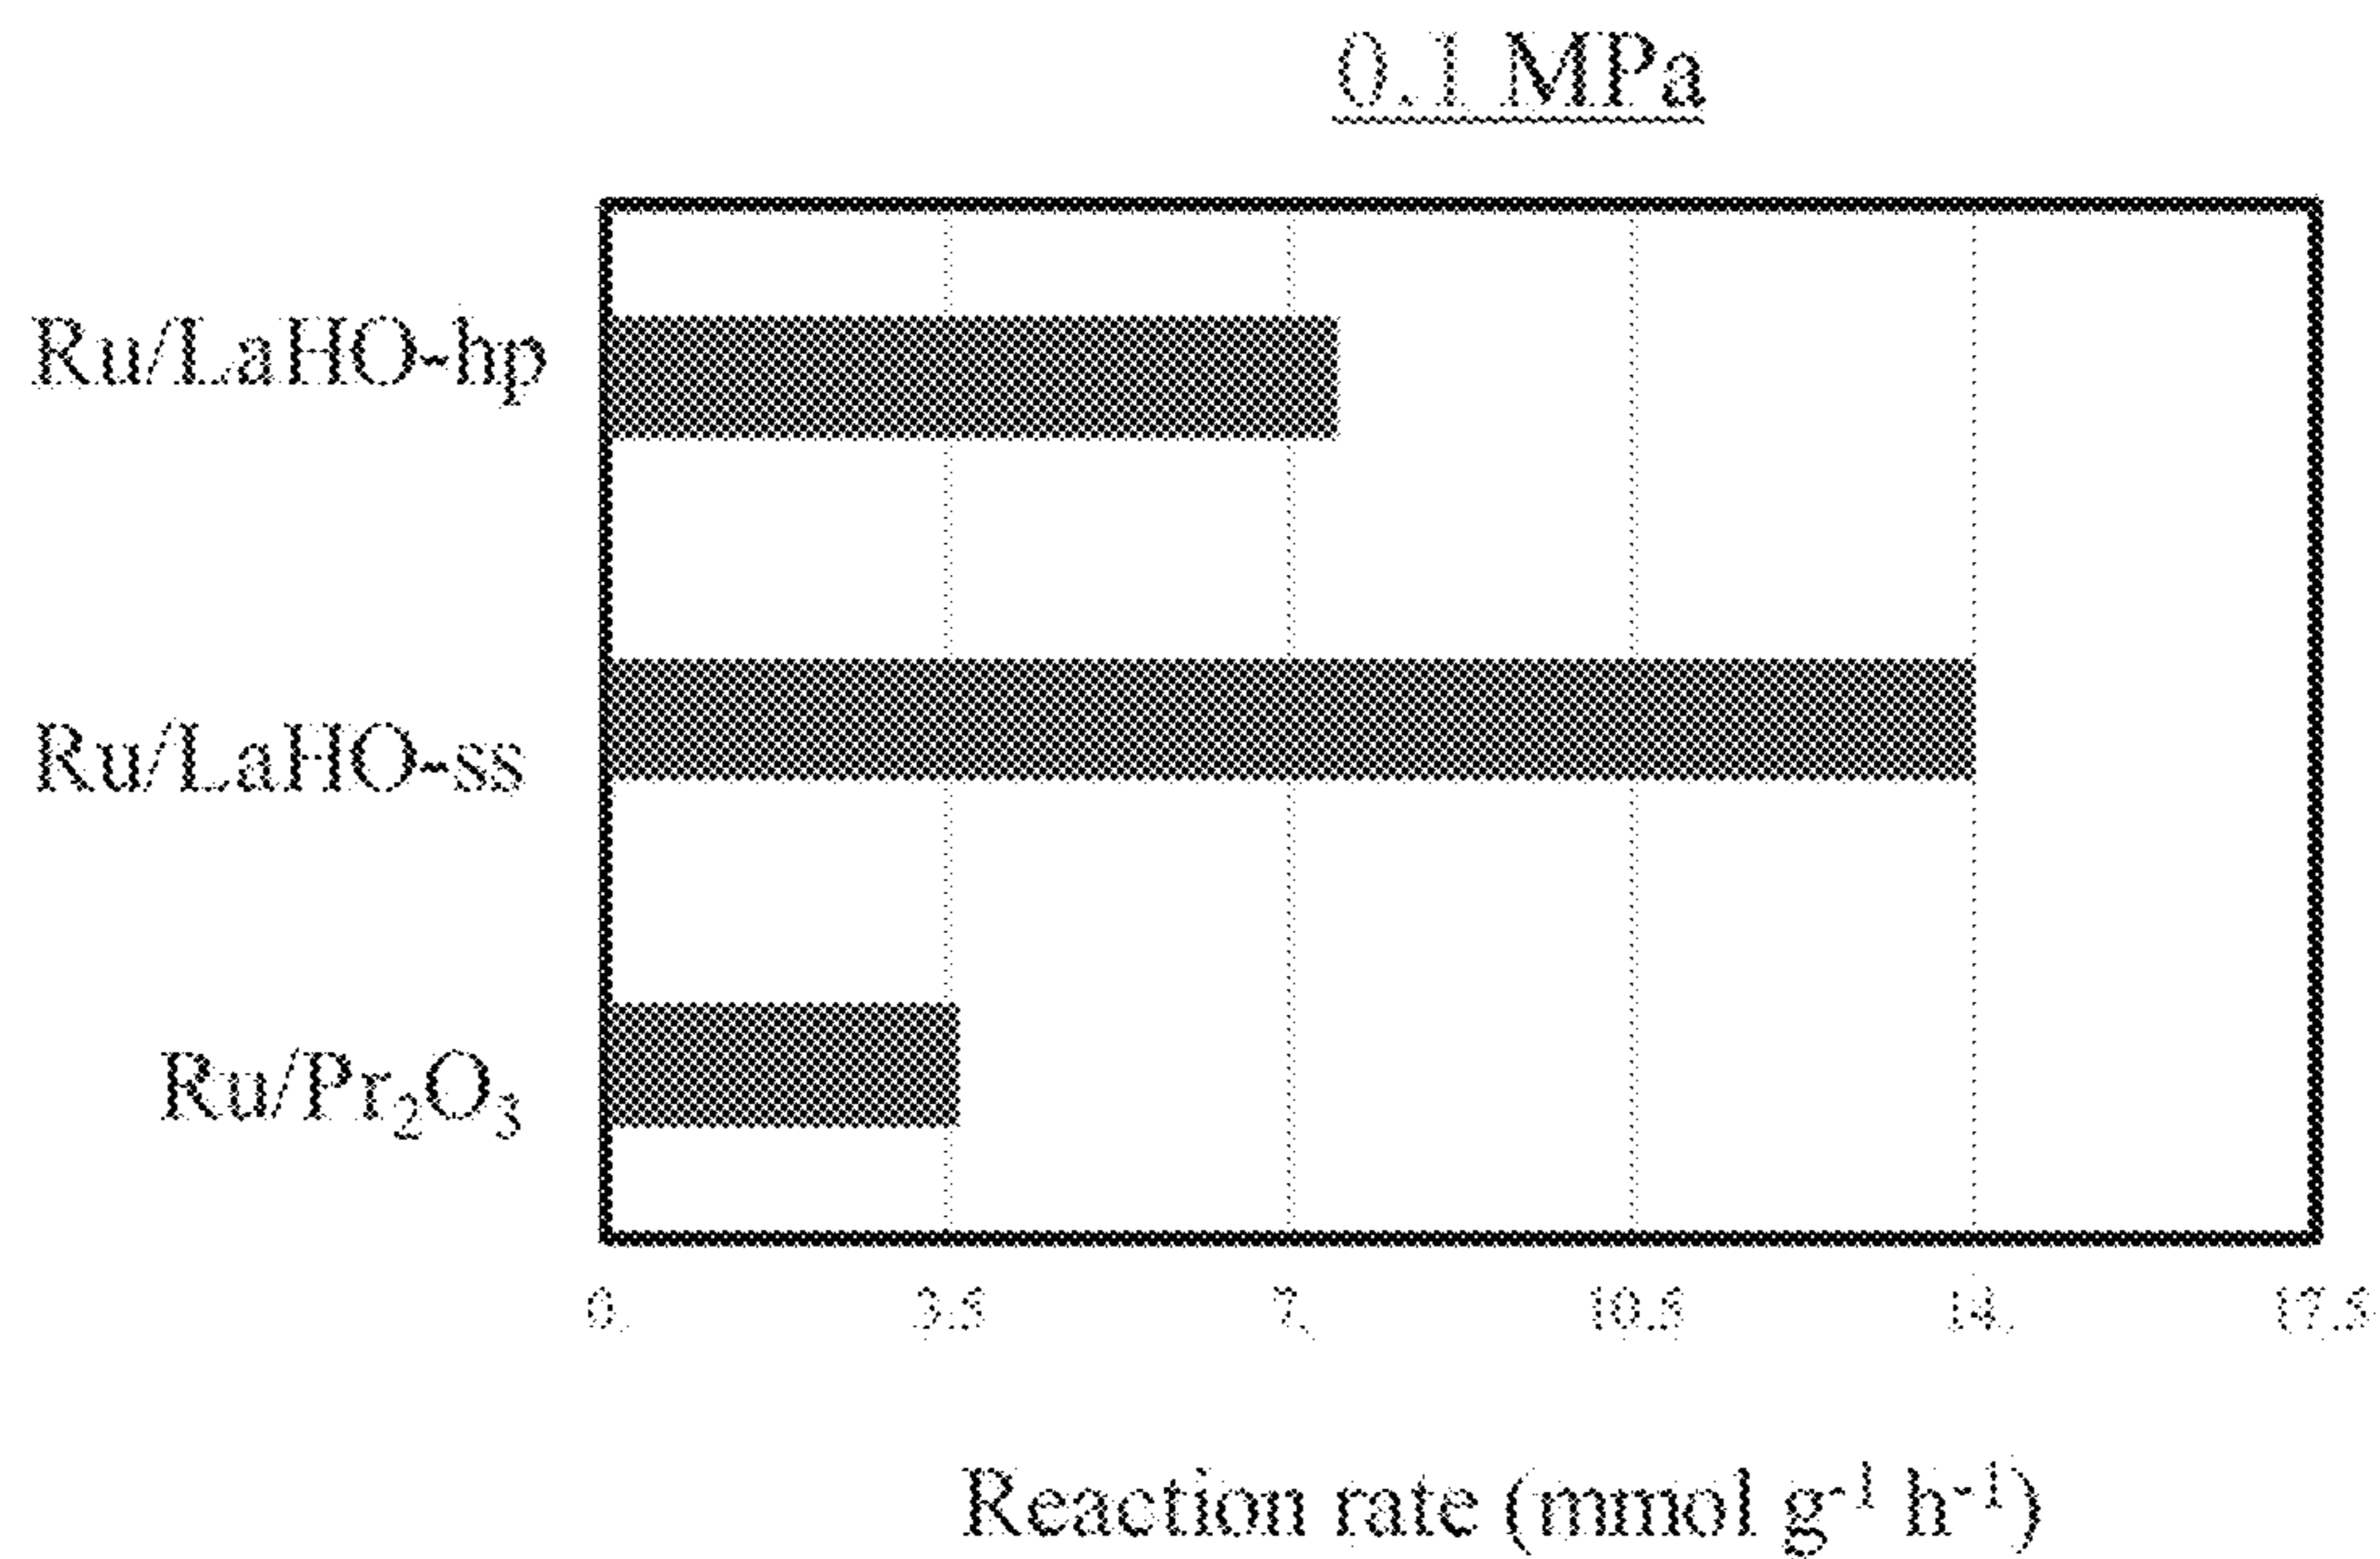 0.1 MPa
Ru/LaHO-hp
Ru/LaHO-ss
Ru/Pr₂O₃
0 3.5 7 10.5 14 17.5
Reaction rate (mmol g⁻¹ h⁻¹)